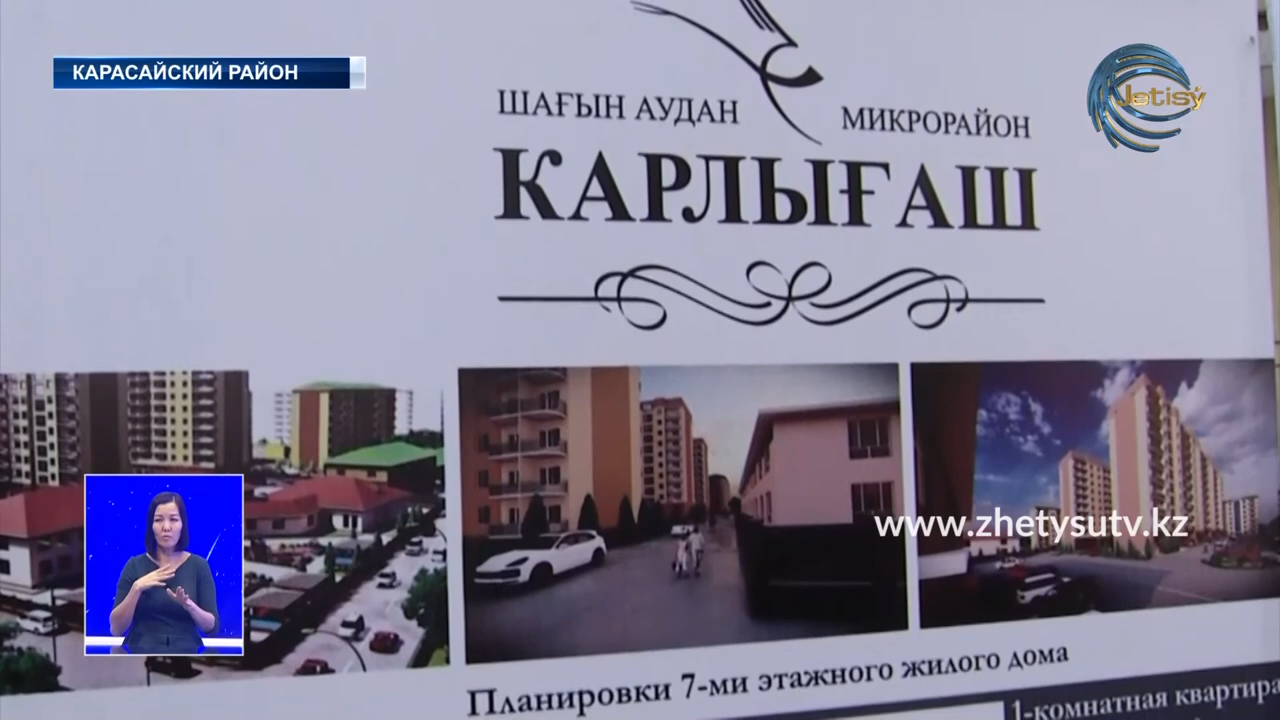 КАРАСАЙСКИЙ РАЙОН
Jetisý
ШАҒЫН АУДАН
МИКРОРАЙОН
КАРЛЫҒАШ
www.zhetysutv.kz
Планировки 7-ми этажного жилого дома
1-комнатная квартира